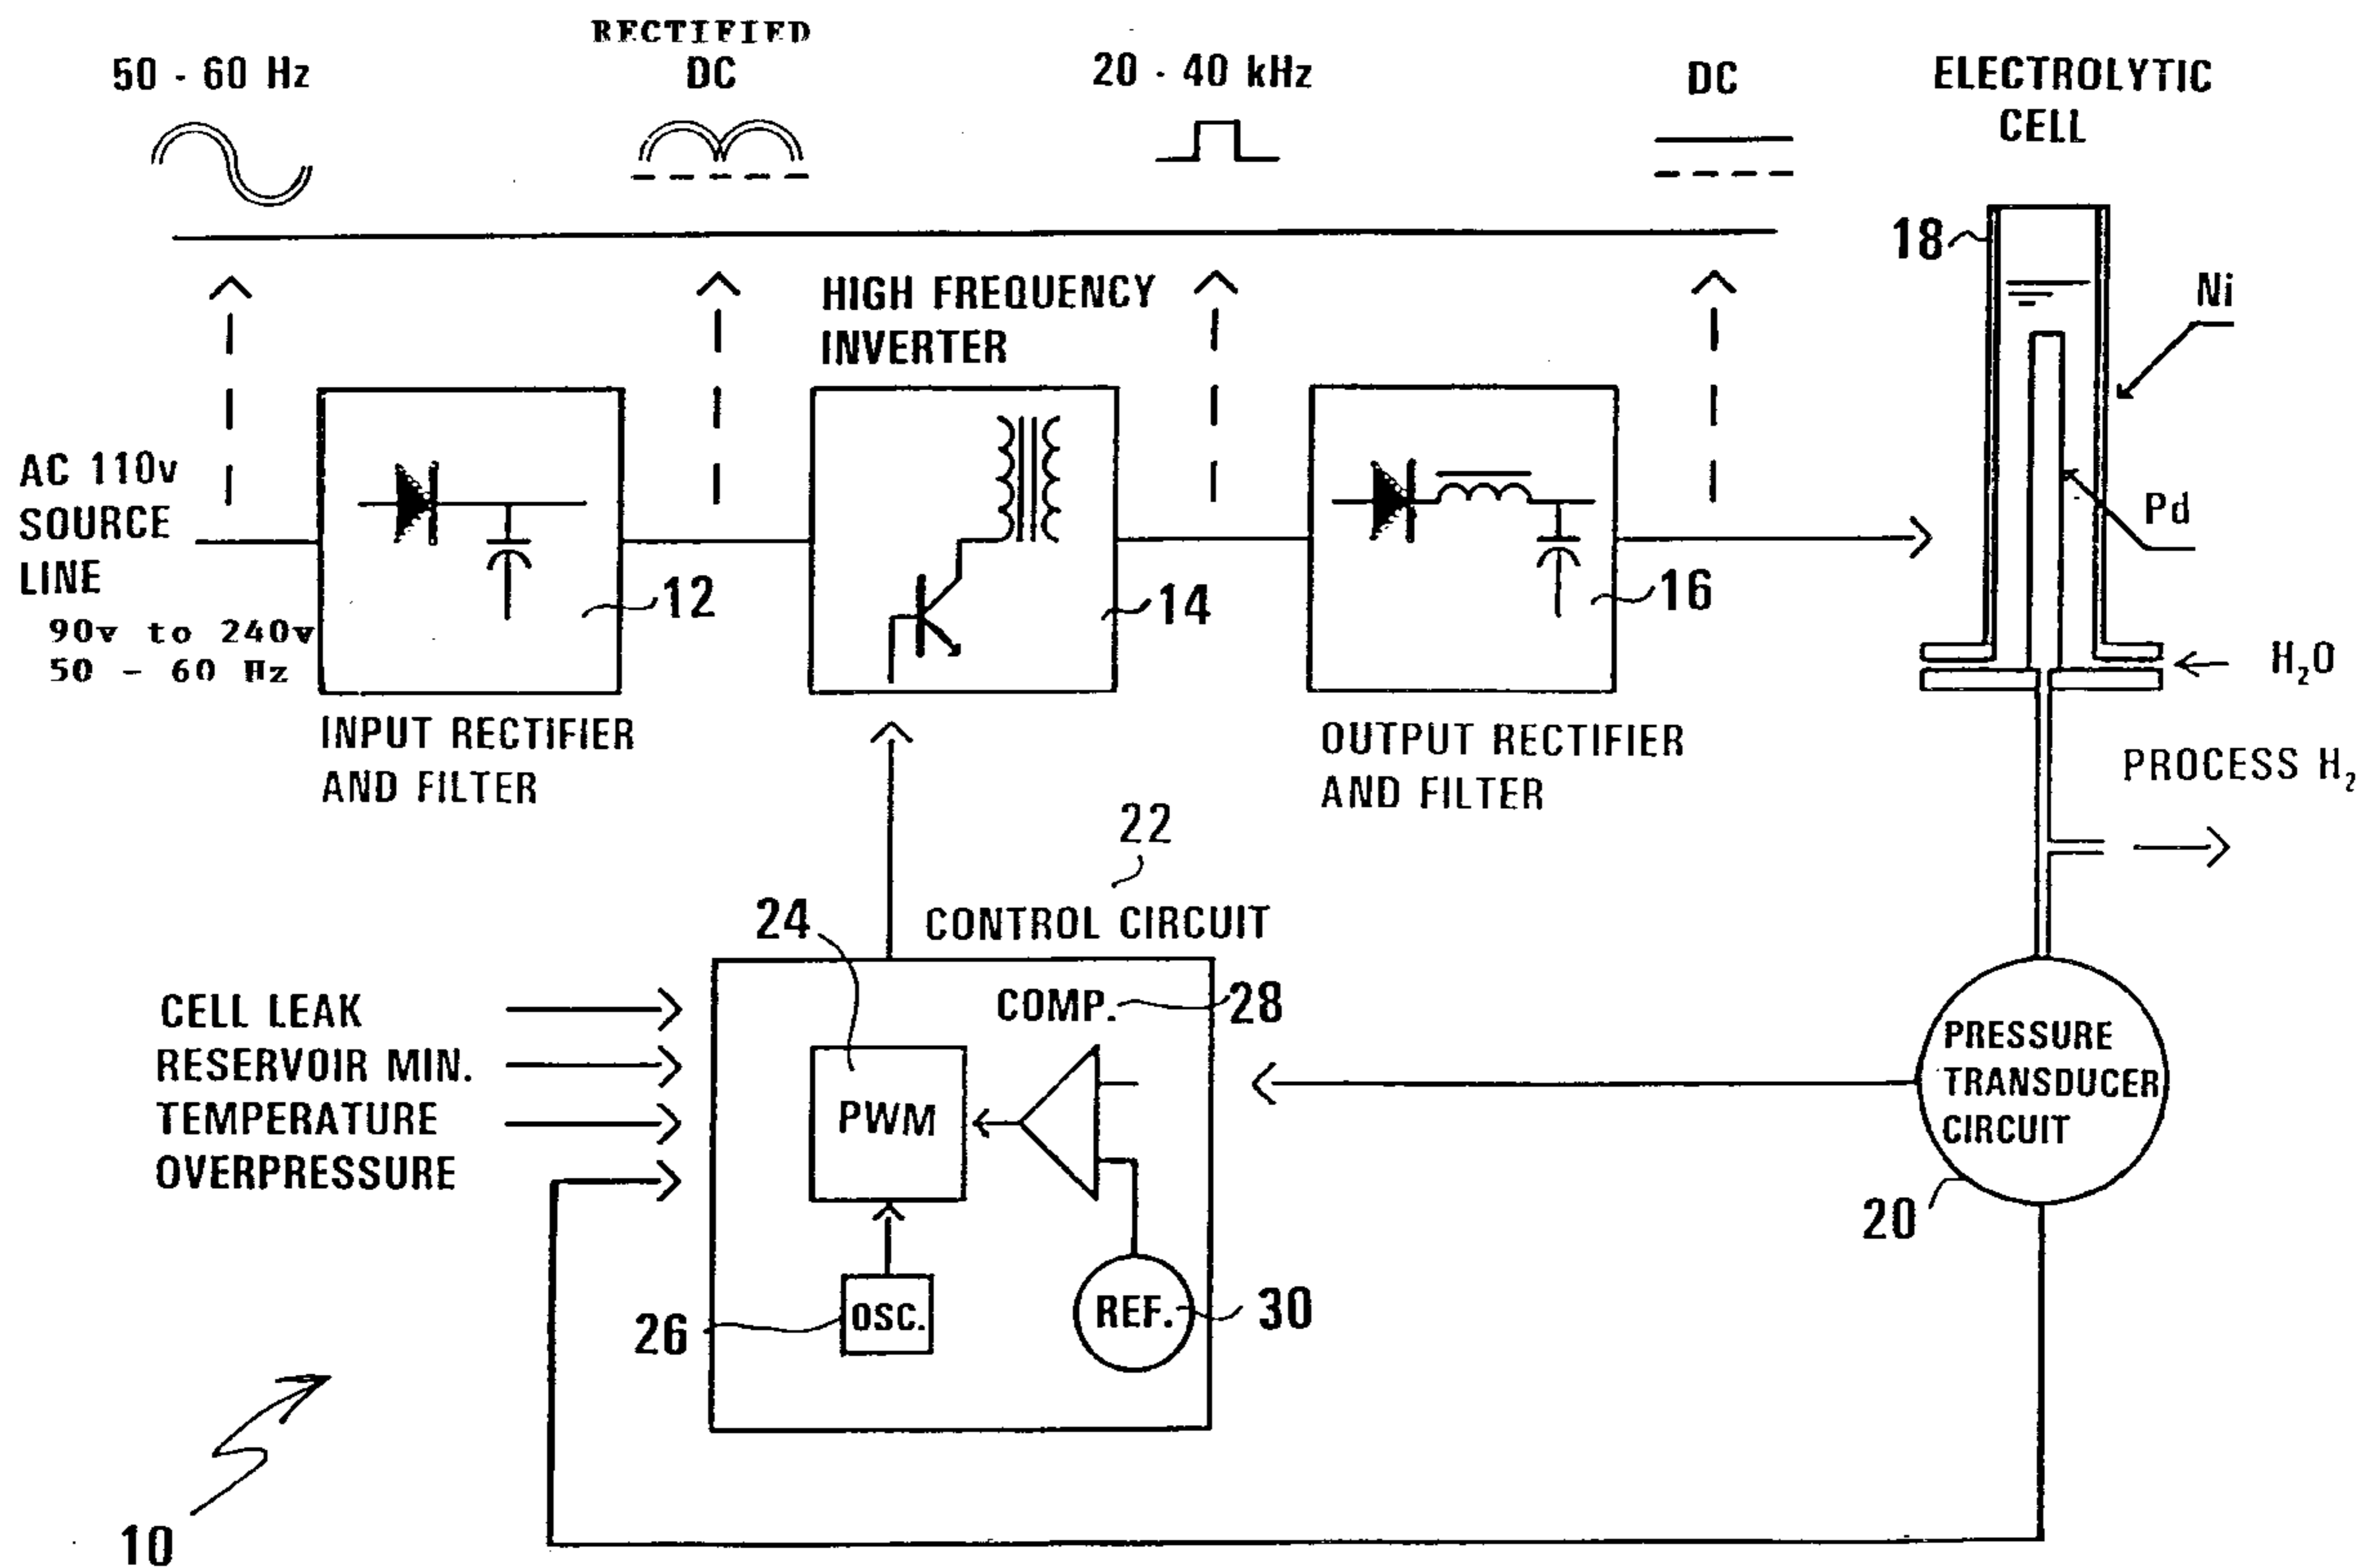 50 - 60 Hz
RECTIFIED
DC
20 - 40 kHz
DC
ELECTROLYTIC
CELL
18
Ni
HIGH FREQUENCY
INVERTER
AC 110v
SOURCE
LINE
90v to 240v
50 - 60 Hz
Pd
12
14
16
H₂O
INPUT RECTIFIER
AND FILTER
OUTPUT RECTIFIER
AND FILTER
PROCESS H₂
22
CONTROL CIRCUIT
24
COMP.
28
CELL LEAK
RESERVOIR MIN.
TEMPERATURE
OVERPRESSURE
PWM
PRESSURE
TRANSDUCER
CIRCUIT
20
OSC.
26
REF.
30
10